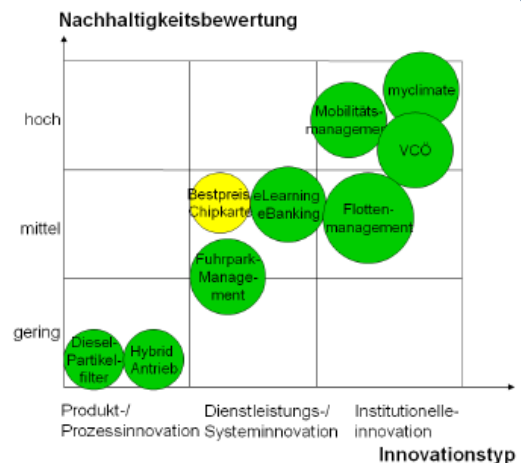 Nachhaltigkeitsbewertung
hoch
mittel
gering
myclimate
Mobilitäts-
management
VCÖ
Bestpreis
Chipkarte
eLearning
eBanking
Flotten-
management
Fuhrpark-
Manage-
ment
Diesel-
Partikel-
filter
Hybrid
Antrieb
Produkt-/
Prozessinnovation
Dienstleistungs-/
Systeminnovation
Institutionelle-
innovation
Innovationstyp